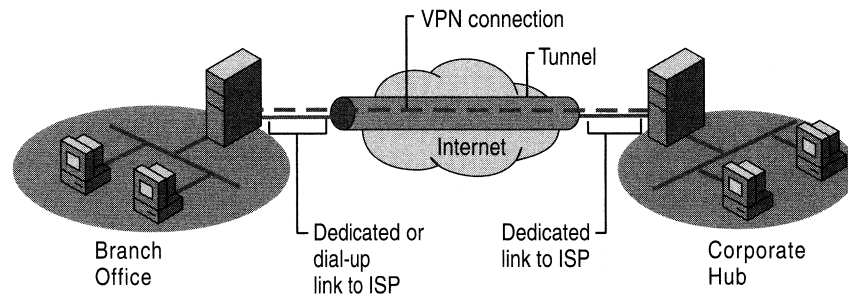 VPN connection
Tunnel
Internet
Dedicated or
dial-up
link to ISP
Dedicated
link to ISP
Branch
Office
Corporate
Hub